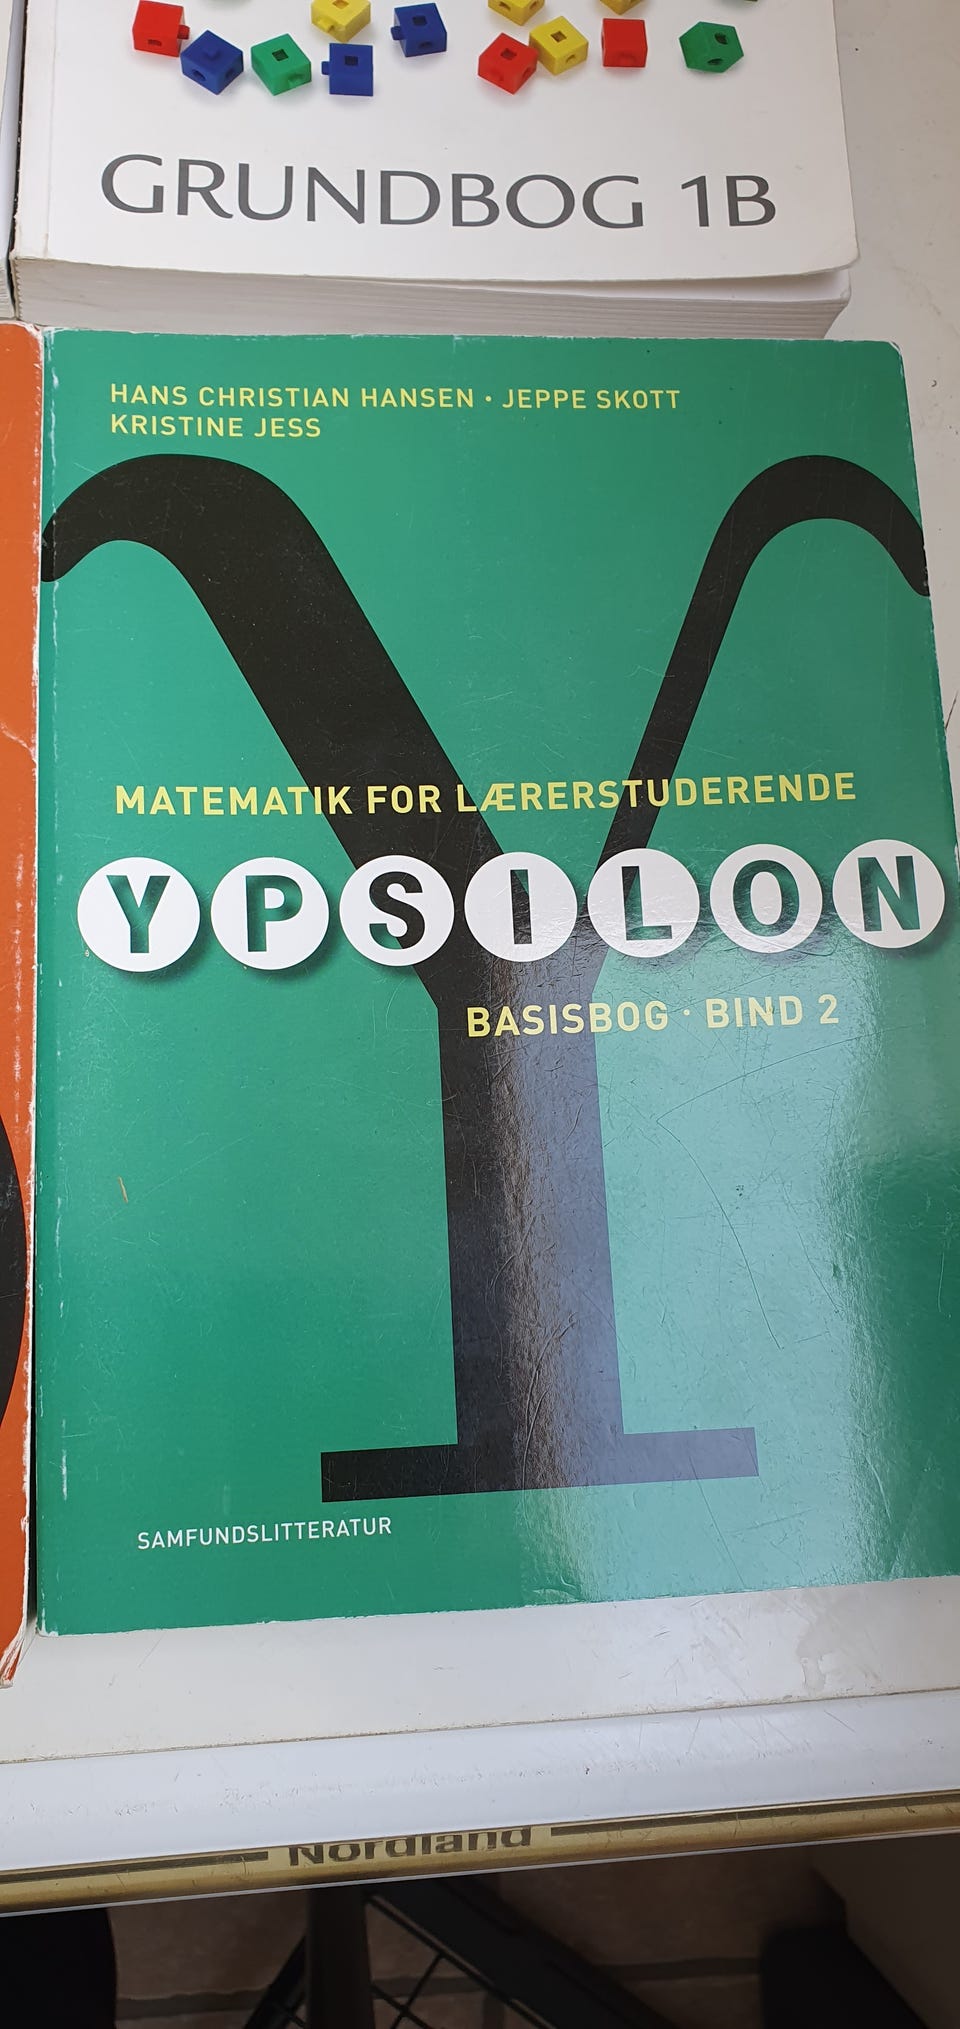 GRUNDBOG 1B
HANS CHRISTIAN HANSEN · JEPPE SKOTT
KRISTINE JESS
MATEMATIK FOR LÆRERSTUDERENDE
YPSILON
BASISBOG · BIND 2
SAMFUNDSLITTERATUR
Nordland